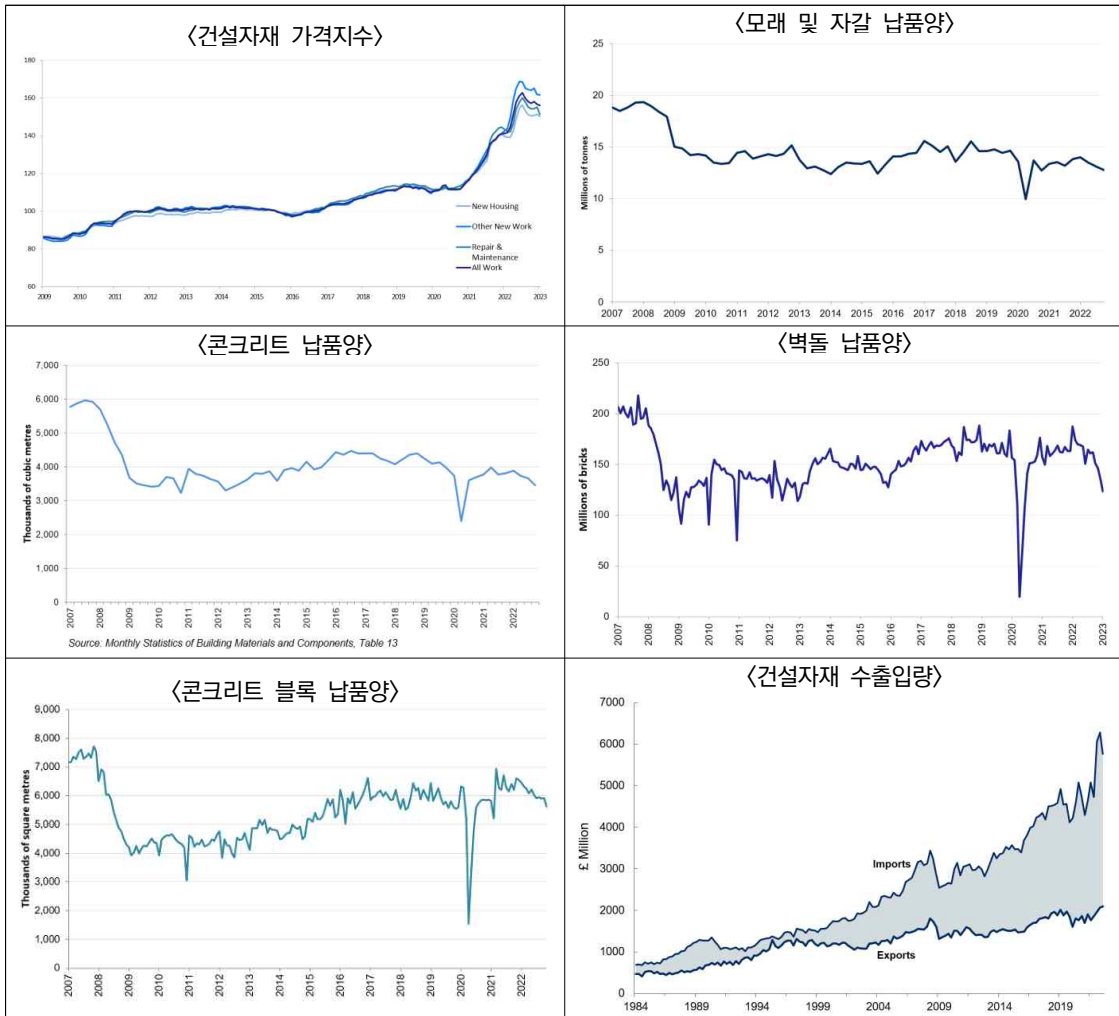 〈건설자재 가격지수〉
180
160
140
120
100
80
60
New Housing
Other New Work
Repair &
Maintenance
All Work
2009 2010 2011 2012 2013 2014 2015 2016 2017 2018 2019 2020 2021 2022 2023
〈모래 및 자갈 납품양〉
25
20
15
10
5
0
Millions of tonnes
2007 2008 2009 2010 2011 2012 2013 2014 2015 2016 2017 2018 2019 2020 2021 2022
〈콘크리트 납품양〉
7,000
6,000
5,000
4,000
3,000
2,000
1,000
0
Thousands of cubic metres
2007 2008 2009 2010 2011 2012 2013 2014 2015 2016 2017 2018 2019 2020 2021 2022
Source: Monthly Statistics of Building Materials and Components, Table 13
〈벽돌 납품양〉
250
200
150
100
50
0
Millions of bricks
2007 2008 2009 2010 2011 2012 2013 2014 2015 2016 2017 2018 2019 2020 2021 2022 2023
〈콘크리트 블록 납품양〉
9,000
8,000
7,000
6,000
5,000
4,000
3,000
2,000
1,000
0
Thousands of square metres
2007 2008 2009 2010 2011 2012 2013 2014 2015 2016 2017 2018 2019 2020 2021 2022
〈건설자재 수출입량〉
7000
6000
5000
4000
3000
2000
1000
0
£ Million
Imports
Exports
1984 1989 1994 1999 2004 2009 2014 2019